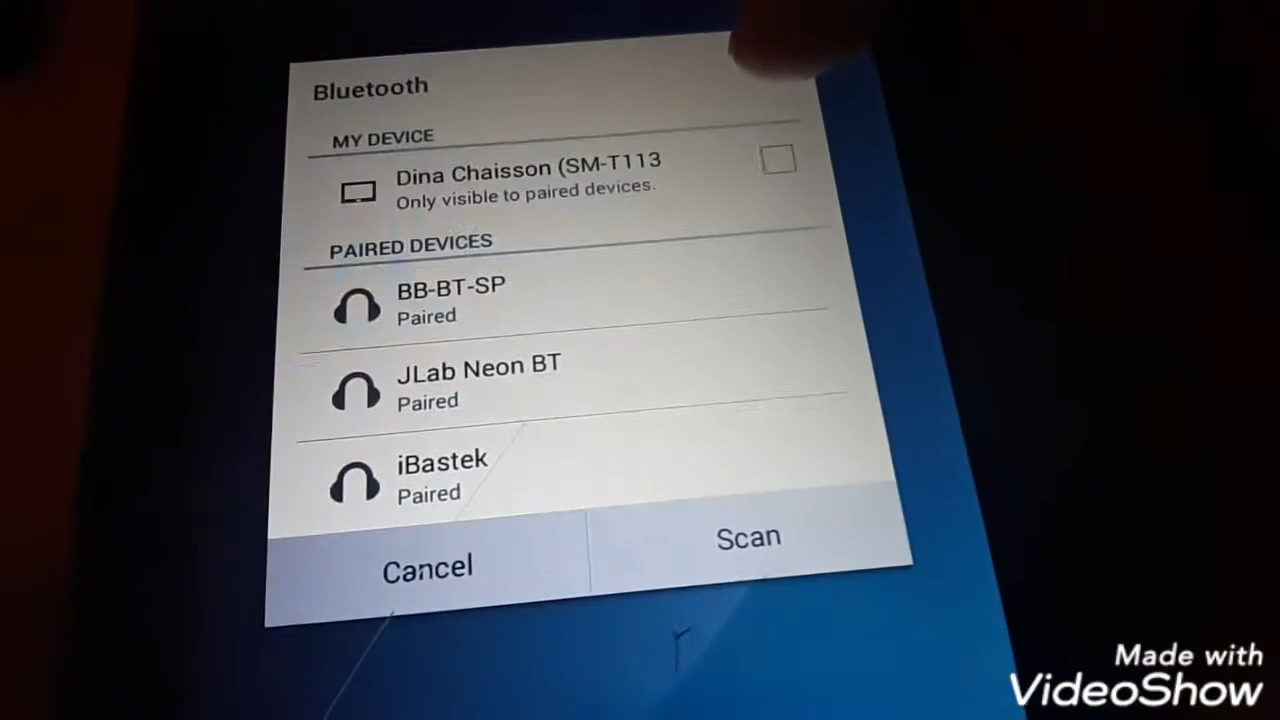 Bluetooth
MY DEVICE
Dina Chaisson (SM-T113
Only visible to paired devices.
PAIRED DEVICES
BB-BT-SP
Paired
JLab Neon BT
Paired
iBastek
Paired
Cancel
Scan
Made with
VideoShow